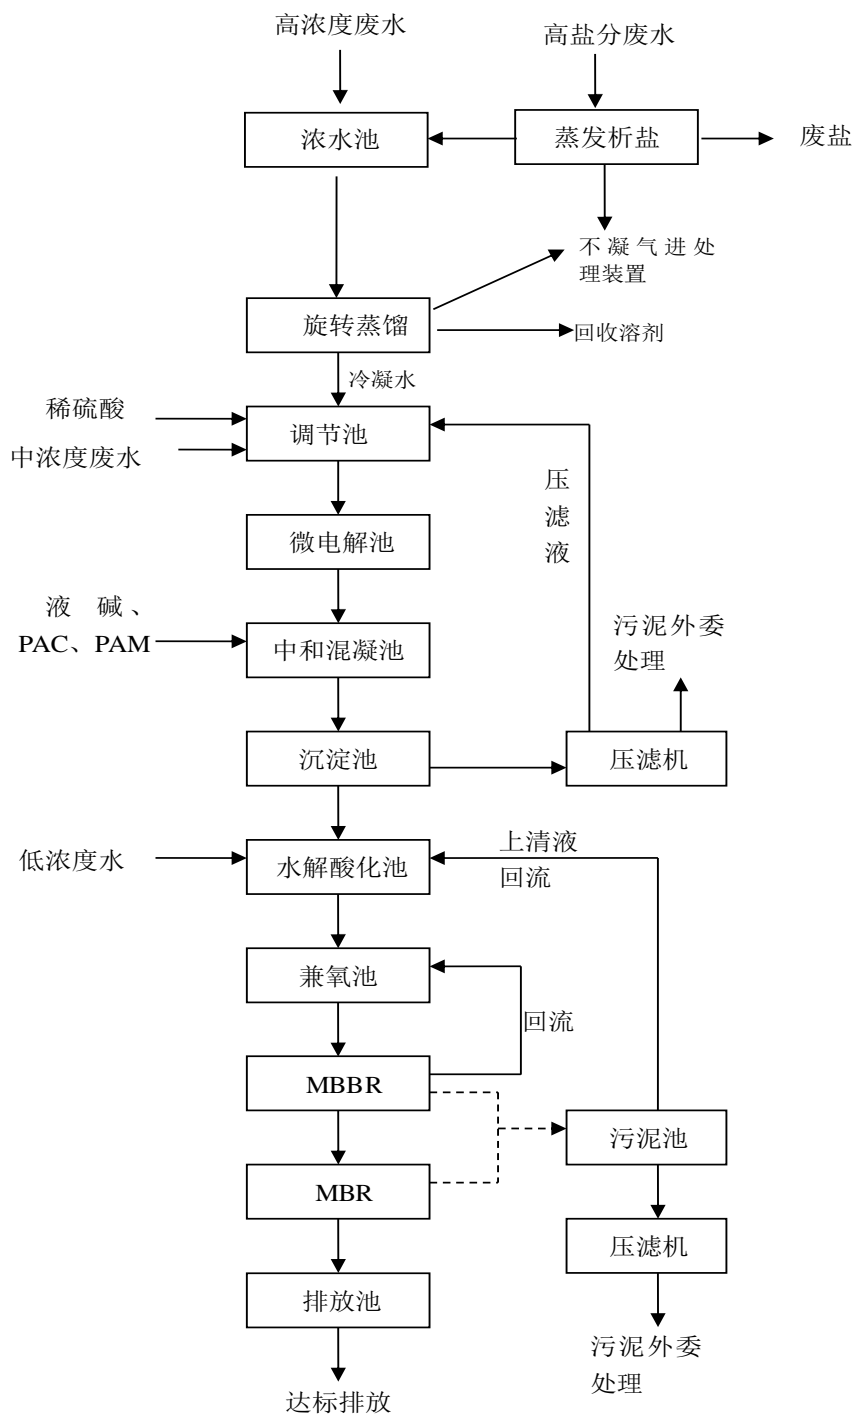 高浓度废水
高盐分废水
浓水池
蒸发析盐
废盐
不凝气进处
理装置
旋转蒸馏
回收溶剂
冷凝水
稀硫酸
调节池
中浓度废水
压
滤
液
微电解池
液 碱、
PAC、PAM
中和混凝池
污泥外委
处理
沉淀池
压滤机
上清液
低浓度水
水解酸化池
回流
兼氧池
回流
MBBR
污泥池
MBR
压滤机
排放池
污泥外委
处理
达标排放